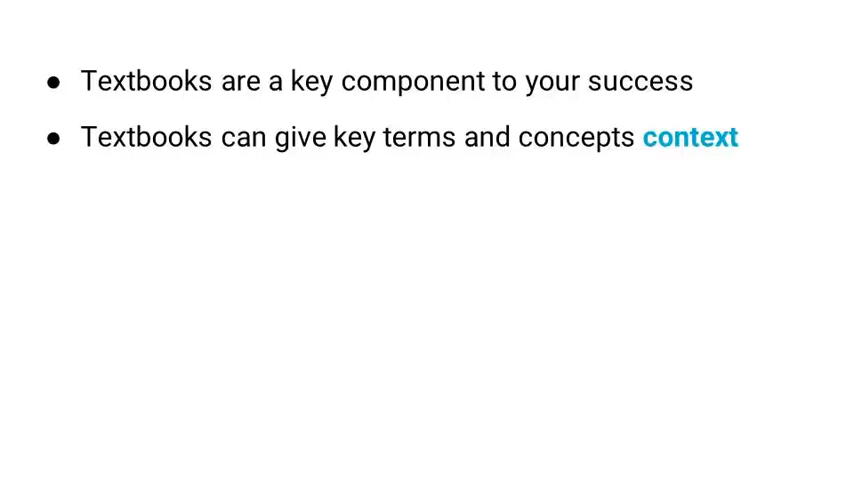 ● Textbooks are a key component to your success
● Textbooks can give key terms and concepts context